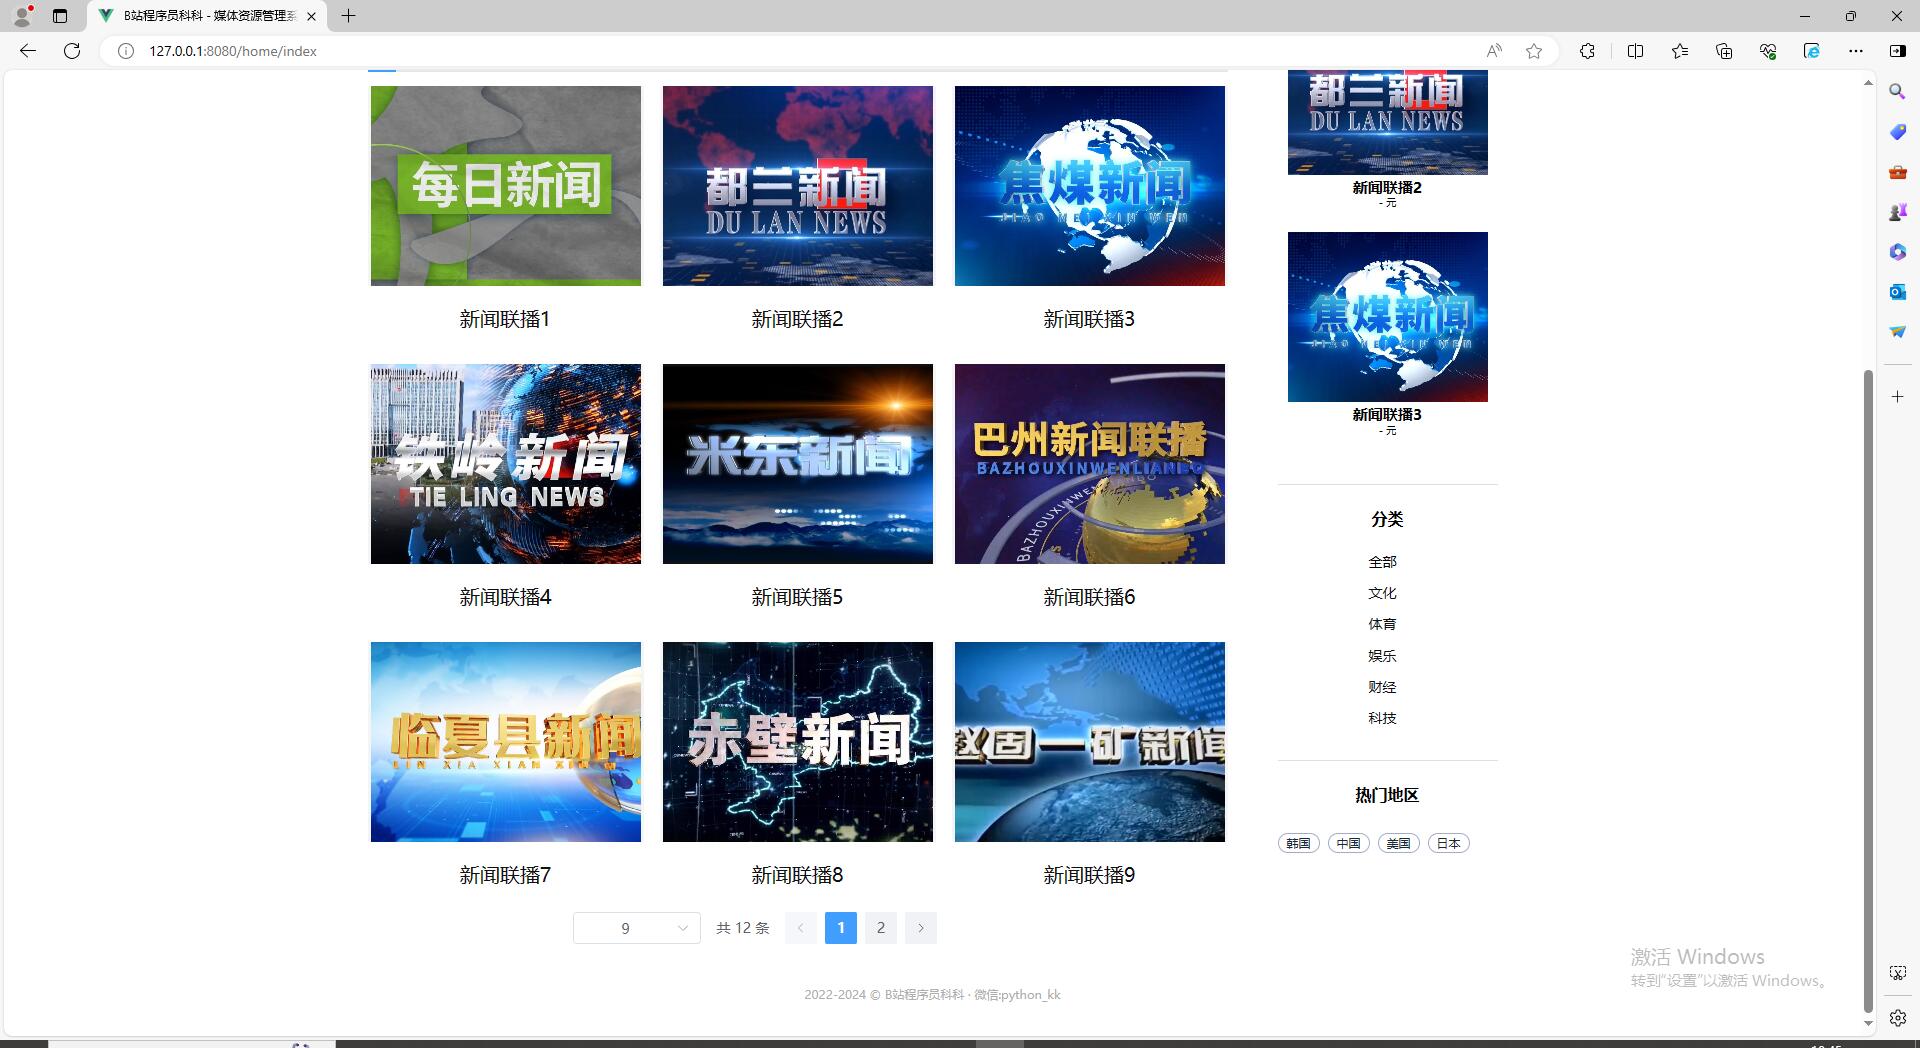 B站程序员科科 - 媒体资源管理系
127.0.0.1:8080/home/index
每日新闻
都兰新闻
DU LAN NEWS
焦煤新闻
JIAO MEI XIN WEN
新闻联播1
新闻联播2
新闻联播3
铁岭新闻
TIE LING NEWS
米东新闻
巴州新闻联播
BAZHOUXINWENLIANBO
新闻联播4
新闻联播5
新闻联播6
临夏县新闻
LIN XIA XIAN XIN W
赤壁新闻
赵固一矿新闻
新闻联播7
新闻联播8
新闻联播9
9
共 12 条
1
2
都兰新闻
DU LAN NEWS
新闻联播2
- 元
焦煤新闻
JIAO MEI XIN WEN
新闻联播3
- 元
分类
全部
文化
体育
娱乐
财经
科技
热门地区
韩国 中国 美国 日本
2022-2024 © B站程序员科科 · 微信:python_kk
激活 Windows
转到“设置”以激活 Windows。